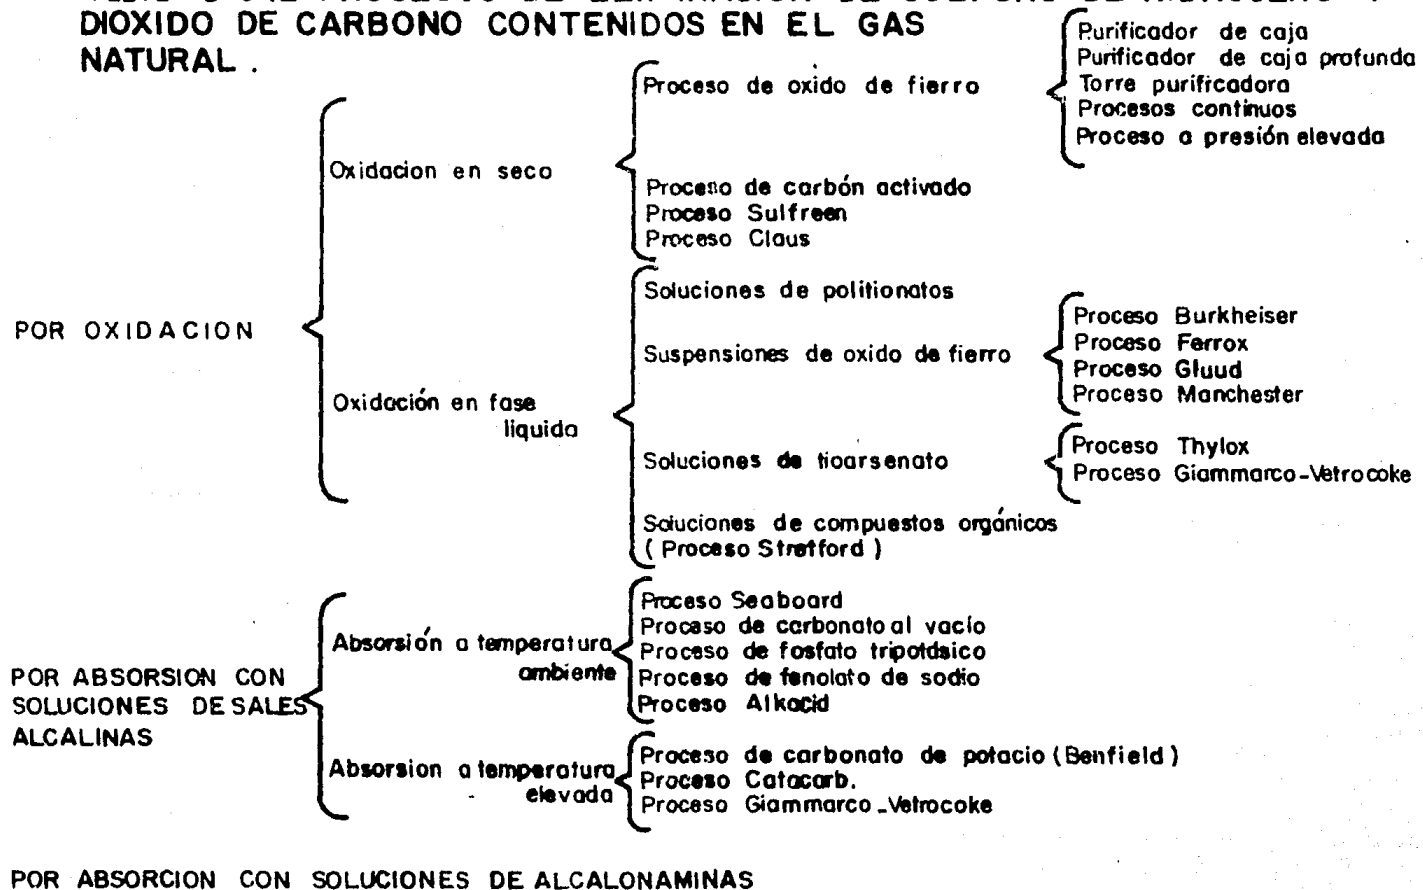 DIOXIDO DE CARBONO CONTENIDOS EN EL GAS
NATURAL .
POR OXIDACION
Oxidacion en seco
Proceso de oxido de fierro
Purificador de caja
Purificador de caja profunda
Torre purificadora
Procesos continuos
Proceso a presión elevada
Proceso de carbón activado
Proceso Sulfreen
Proceso Claus
Oxidación en fase
liquida
Soluciones de politionatos
Suspensiones de oxido de fierro
Proceso Burkheiser
Proceso Ferrox
Proceso Gluud
Proceso Manchester
Soluciones de tioarsenato
Proceso Thylox
Proceso Giammarco-Vetrocoke
Soluciones de compuestos orgánicos
( Proceso Stretford )
POR ABSORSION CON
SOLUCIONES DE SALES
ALCALINAS
Absorsión a temperatura
ambiente
Proceso Seaboard
Proceso de carbonato al vacío
Proceso de fosfato tripotásico
Proceso de fenolato de sodio
Proceso Alkacid
Absorsion a temperatura
elevada
Proceso de carbonato de potacio (Benfield)
Proceso Catacarb.
Proceso Giammarco-Vetrocoke
POR ABSORCION CON SOLUCIONES DE ALCALONAMINAS